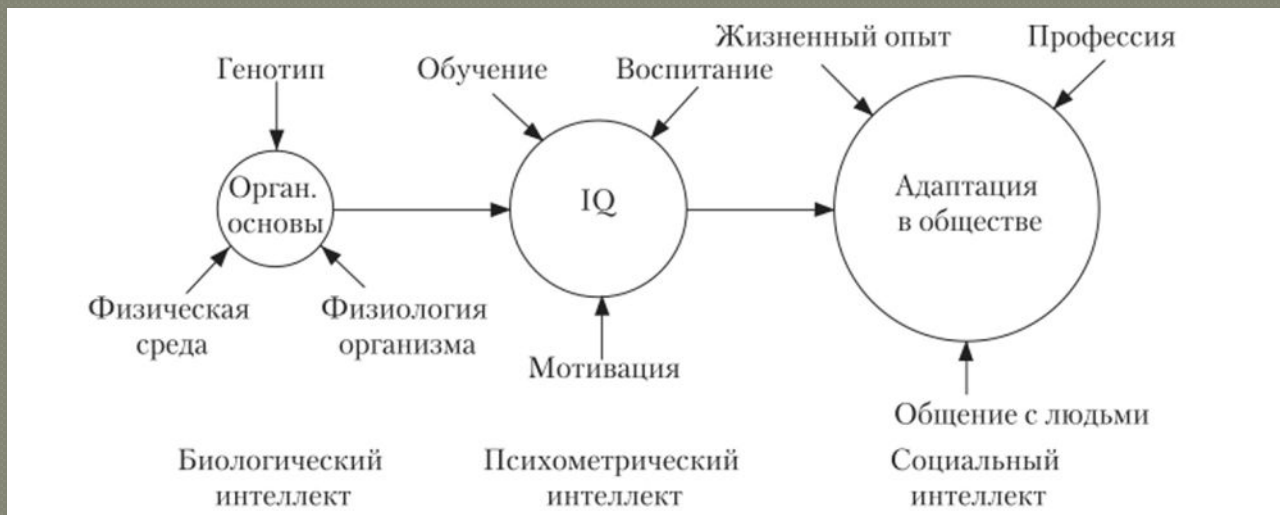 Жизненный опыт
Профессия
Генотип
Обучение
Воспитание
Орган.
основы
IQ
Адаптация
в обществе
Физическая
среда
Физиология
организма
Мотивация
Общение с людьми
Биологический
интеллект
Психометрический
интеллект
Социальный
интеллект